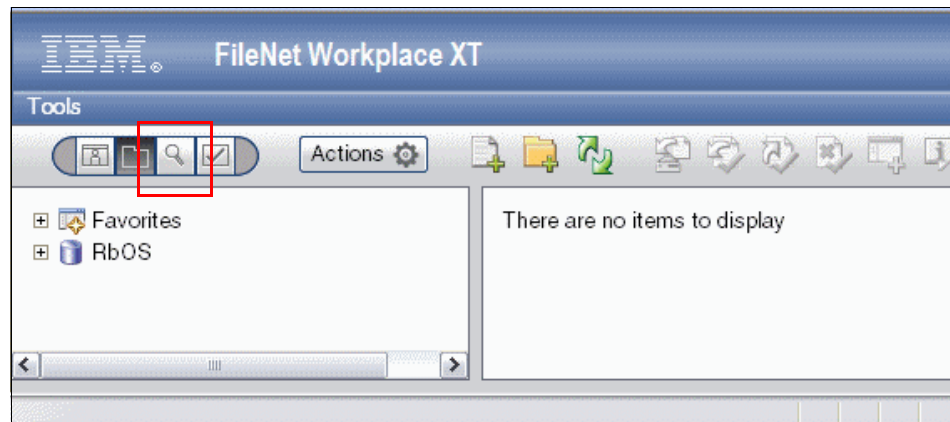 IBM® FileNet Workplace XT
Tools
Actions
Favorites
RbOS
There are no items to display